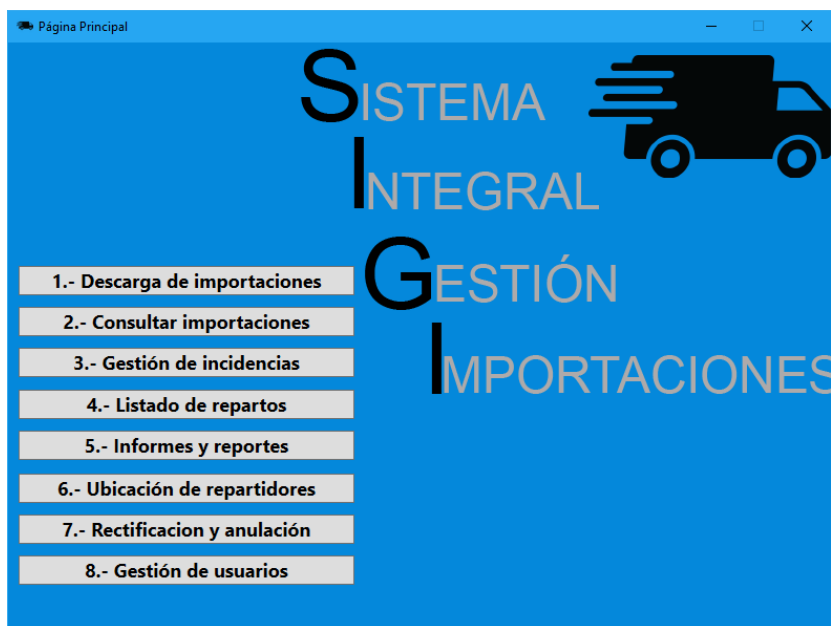 Página Principal
SISTEMA
INTEGRAL
GESTIÓN
IMPORTACIONES
1.- Descarga de importaciones
2.- Consultar importaciones
3.- Gestión de incidencias
4.- Listado de repartos
5.- Informes y reportes
6.- Ubicación de repartidores
7.- Rectificacion y anulación
8.- Gestión de usuarios